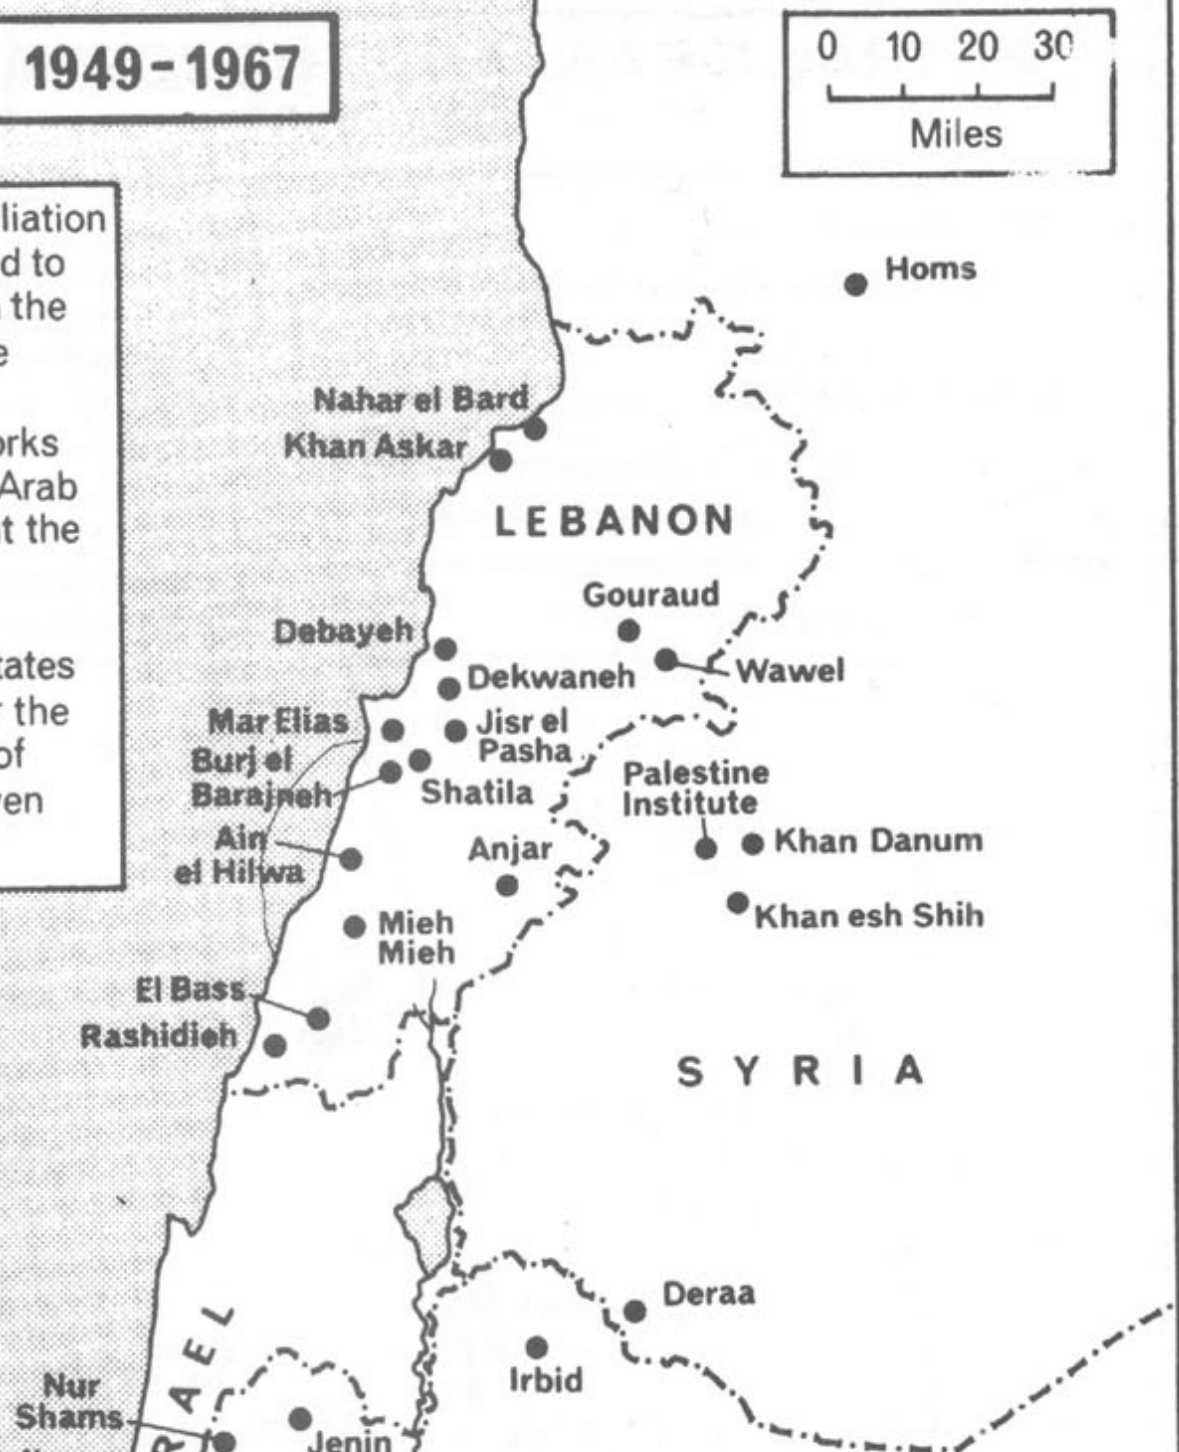 1949-1967
0 10 20 30
Miles
liation
d to
the
e
orks
Arab
t the
tates
the
of
en
Homs
Nahar el Bard
Khan Askar
LEBANON
Gouraud
Debayeh
Wawel
Dekwaneh
Mar Elias
Jisr el
Pasha
Burj el
Barajneh
Shatila
Palestine
Institute
Ain
el Hilwa
Anjar
Khan Danum
Khan esh Shih
Mieh
Mieh
El Bass
Rashidieh
SYRIA
Deraa
Irbid
RAEL
Nur
Shams
Jenin